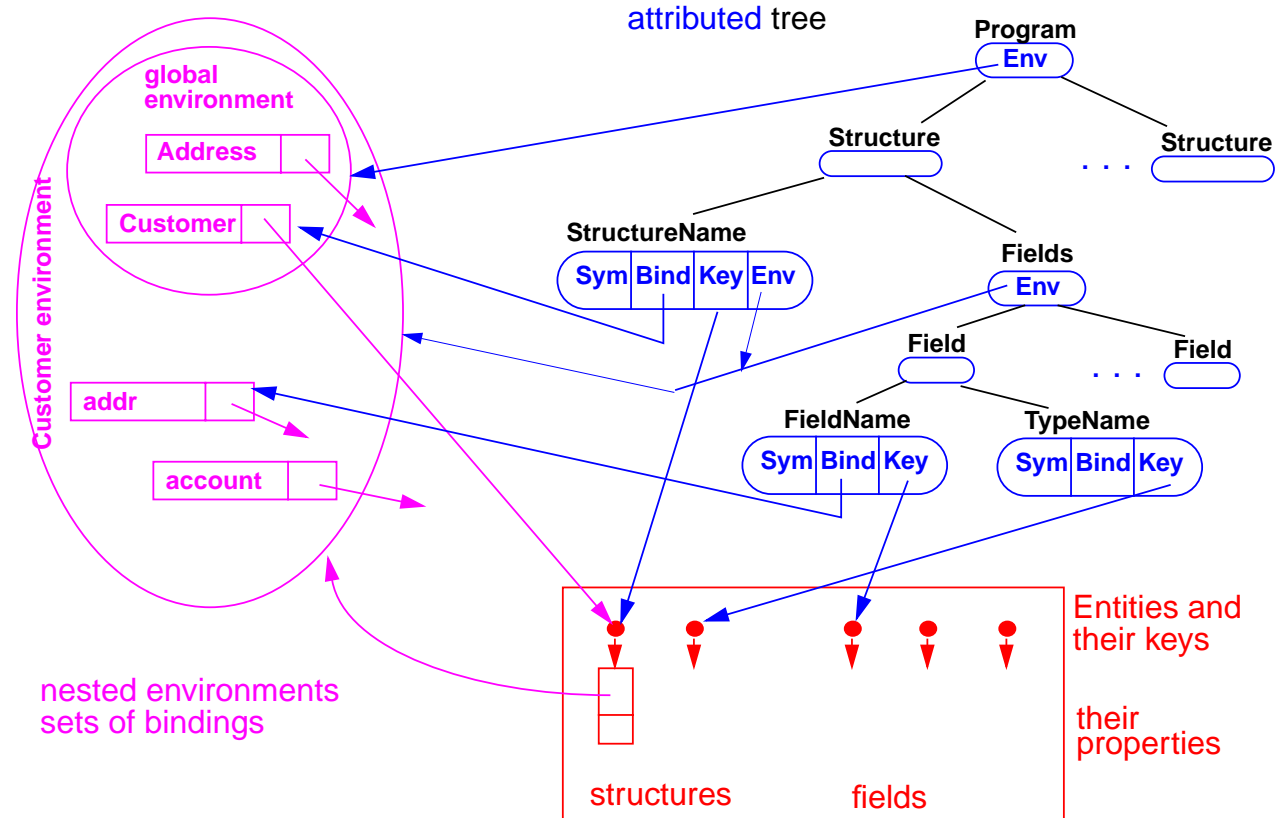 attributed tree
Program
Env
global
environment
Address
Customer
Customer environment
Structure
. . .
Structure
StructureName
Sym Bind Key Env
Fields
Env
Field
. . .
Field
addr
account
FieldName
Sym Bind Key
TypeName
Sym Bind Key
nested environments
sets of bindings
Entities and
their keys
their
properties
structures
fields